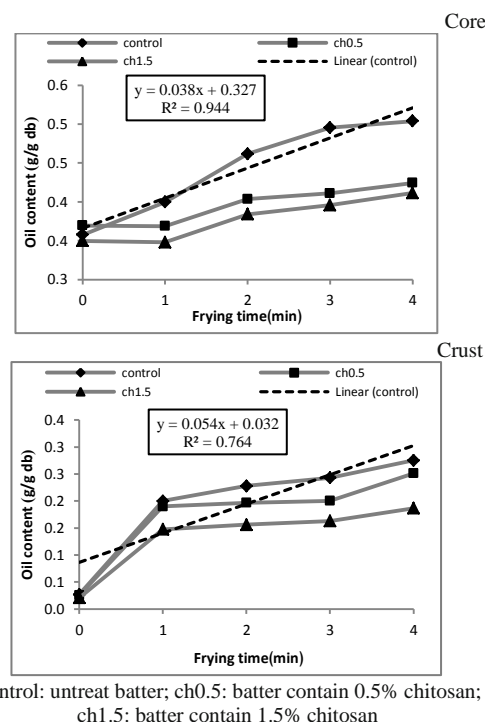 Core
control ch0.5
ch1.5 Linear (control)
y = 0.038x + 0.327
R² = 0.944
0.6
0.5
0.5
0.4
0.4
0.3
Oil content (g/g db)
0 1 2 3 4
Frying time(min)
Crust
control ch0.5
ch1.5 Linear (control)
y = 0.054x + 0.032
R² = 0.764
0.4
0.3
0.3
0.2
0.2
0.1
0.1
0.0
Oil content (g/g db)
0 1 2 3 4
Frying time(min)
ntrol: untreat batter; ch0.5: batter contain 0.5% chitosan;
ch1.5: batter contain 1.5% chitosan